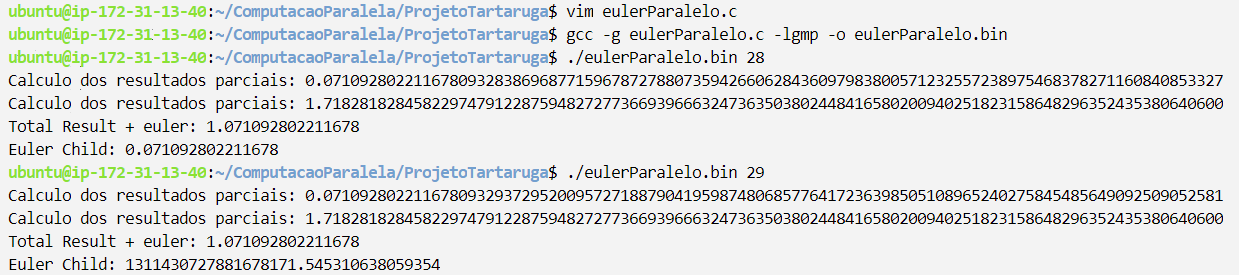 ubuntu@ip-172-31-13-40:~/ComputacaoParalela/ProjetoTartaruga$ vim eulerParalelo.c
ubuntu@ip-172-31-13-40:~/ComputacaoParalela/ProjetoTartaruga$ gcc -g eulerParalelo.c -lgmp -o eulerParalelo.bin
ubuntu@ip-172-31-13-40:~/ComputacaoParalela/ProjetoTartaruga$ ./eulerParalelo.bin 28
Calculo dos resultados parciais: 0.0710928022116780932838696877159678727880735942660628436097983800571232557238975468378271160840853327
Calculo dos resultados parciais: 1.7182818284582297479122875948272773669396663247363503802448416580200940251823158648296352435380640600
Total Result + euler: 1.071092802211678
Euler Child: 0.071092802211678
ubuntu@ip-172-31-13-40:~/ComputacaoParalela/ProjetoTartaruga$ ./eulerParalelo.bin 29
Calculo dos resultados parciais: 0.0710928022116780932937295200957271887904195987480685776417236398505108965240275845485649092509052581
Calculo dos resultados parciais: 1.7182818284582297479122875948272773669396663247363503802448416580200940251823158648296352435380640600
Total Result + euler: 1.071092802211678
Euler Child: 1311430727881678171.545310638059354